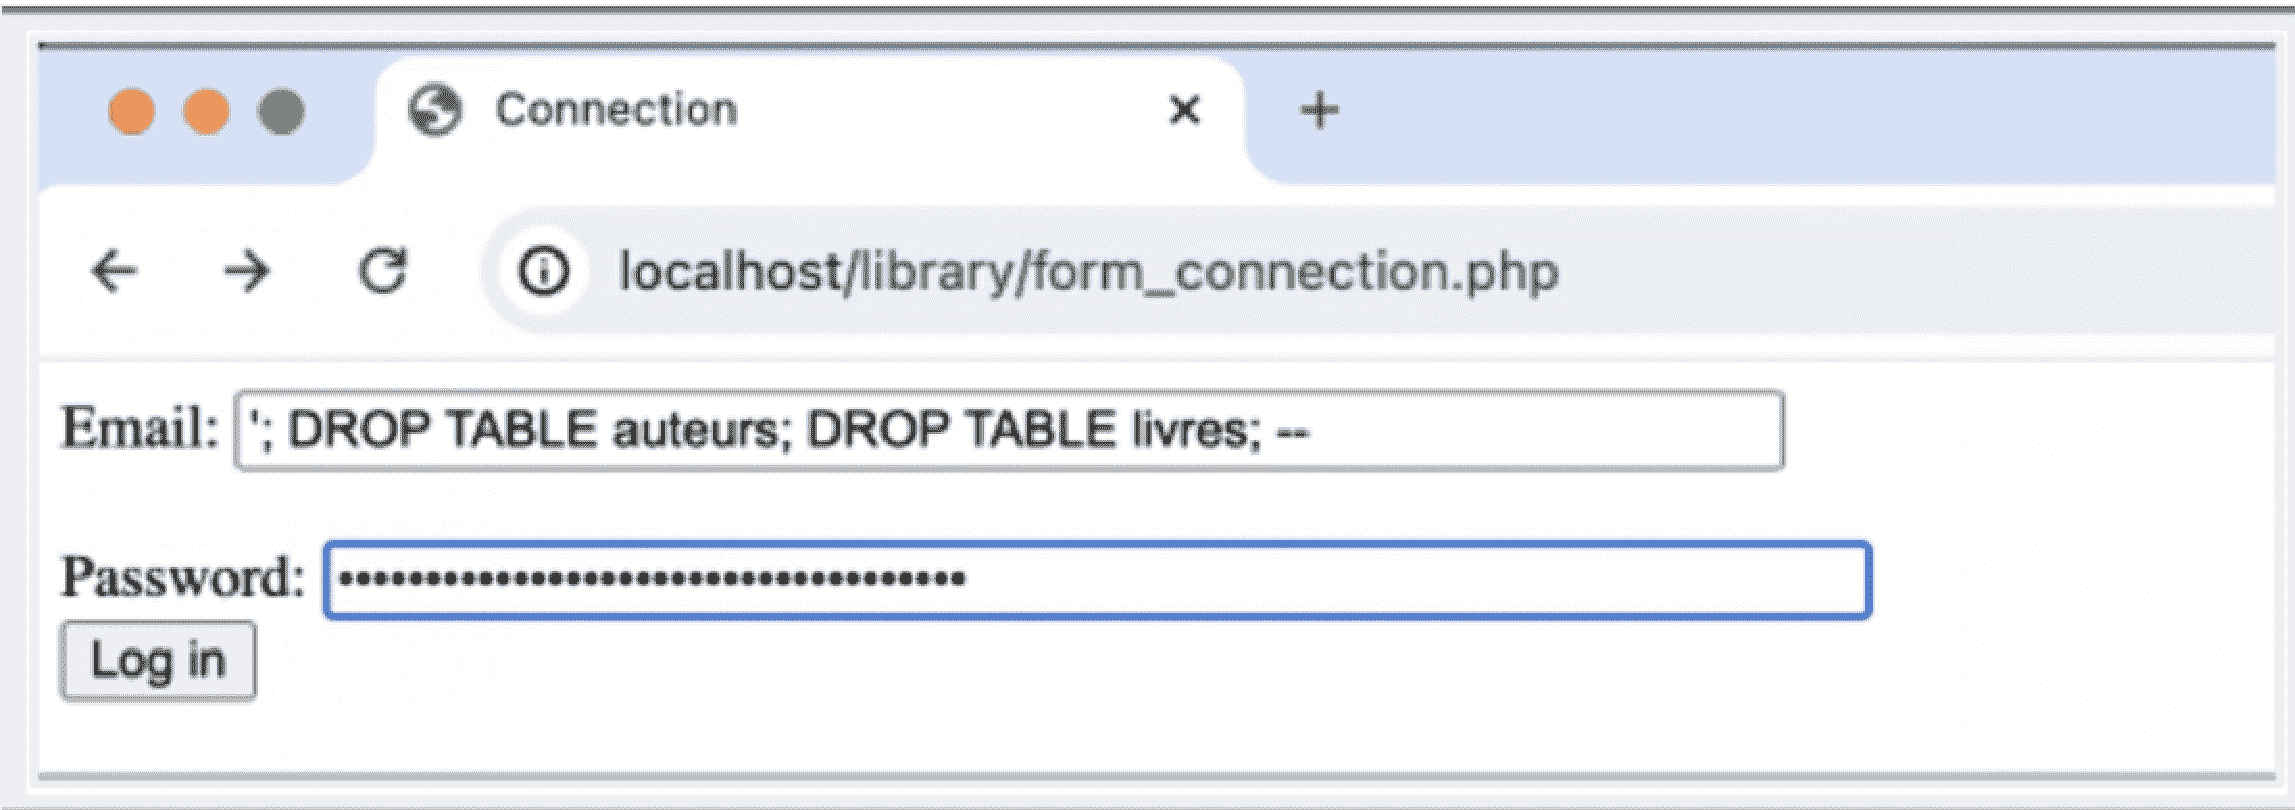 Connection
localhost/library/form_connection.php
Email: '; DROP TABLE auteurs; DROP TABLE livres; --
Password: ••••••••••••••••••••••••••••••••••••
Log in